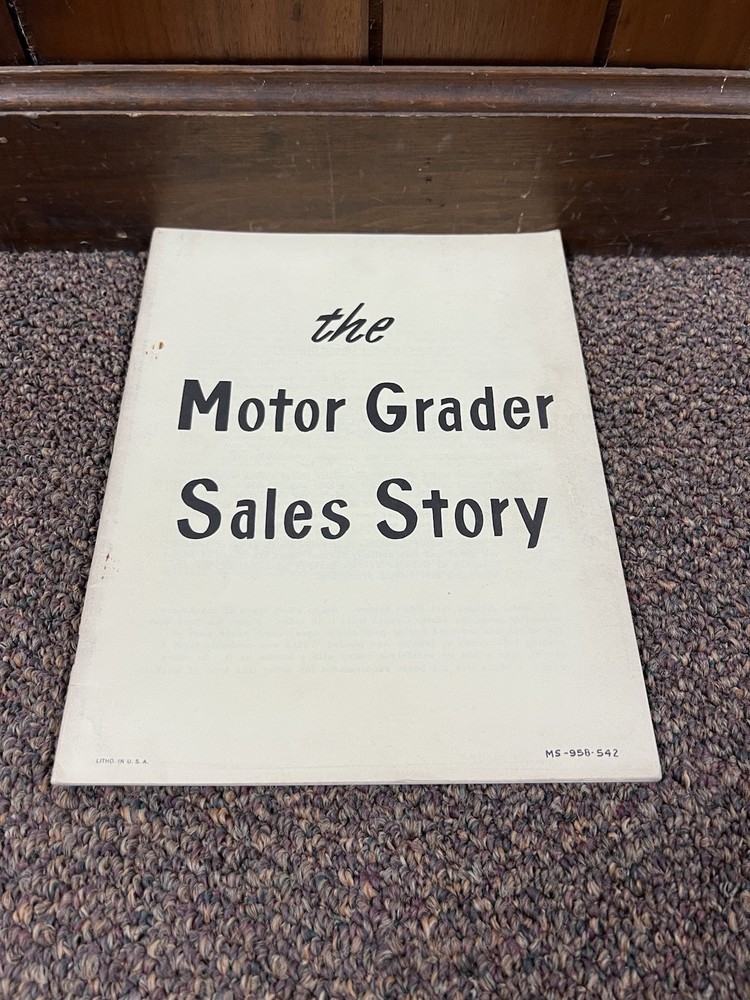 the
Motor Grader
Sales Story
LITHO. IN U. S. A.
MS-958-542